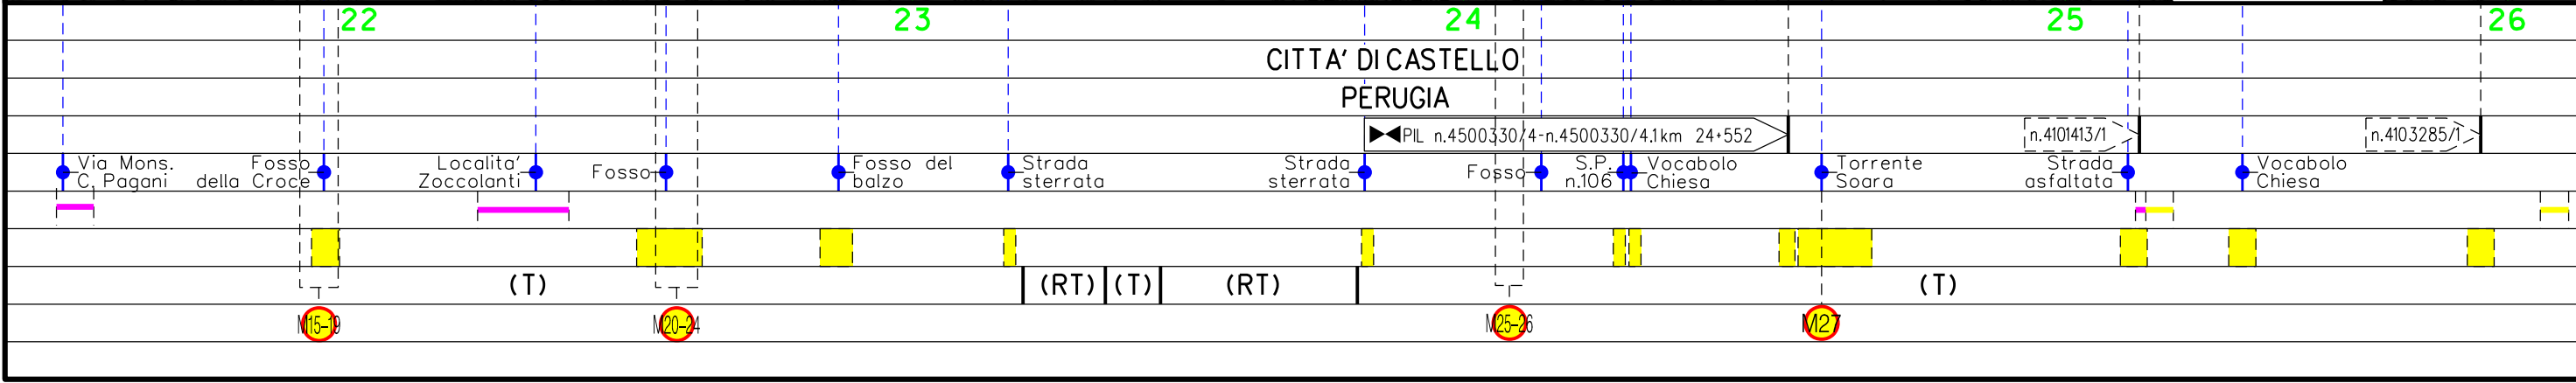 22 23 24 25 26
CITTA' DI CASTELLO
PERUGIA
PIL n.4500330/4-n.4500330/4.1 km 24+552
n.4101413/1
n.4103285/1
Via Mons.
C. Pagani
Fosso
della Croce
Localita'
Zoccolanti
Fosso
Fosso del
balzo
Strada
sterrata
Strada
sterrata
Fosso
S.P.
n.106
Vocabolo
Chiesa
Torrente
Soara
Strada
asfaltata
Vocabolo
Chiesa
(T) (RT) (T) (RT) (T)
M15-19 M20-24 M25-26 M27